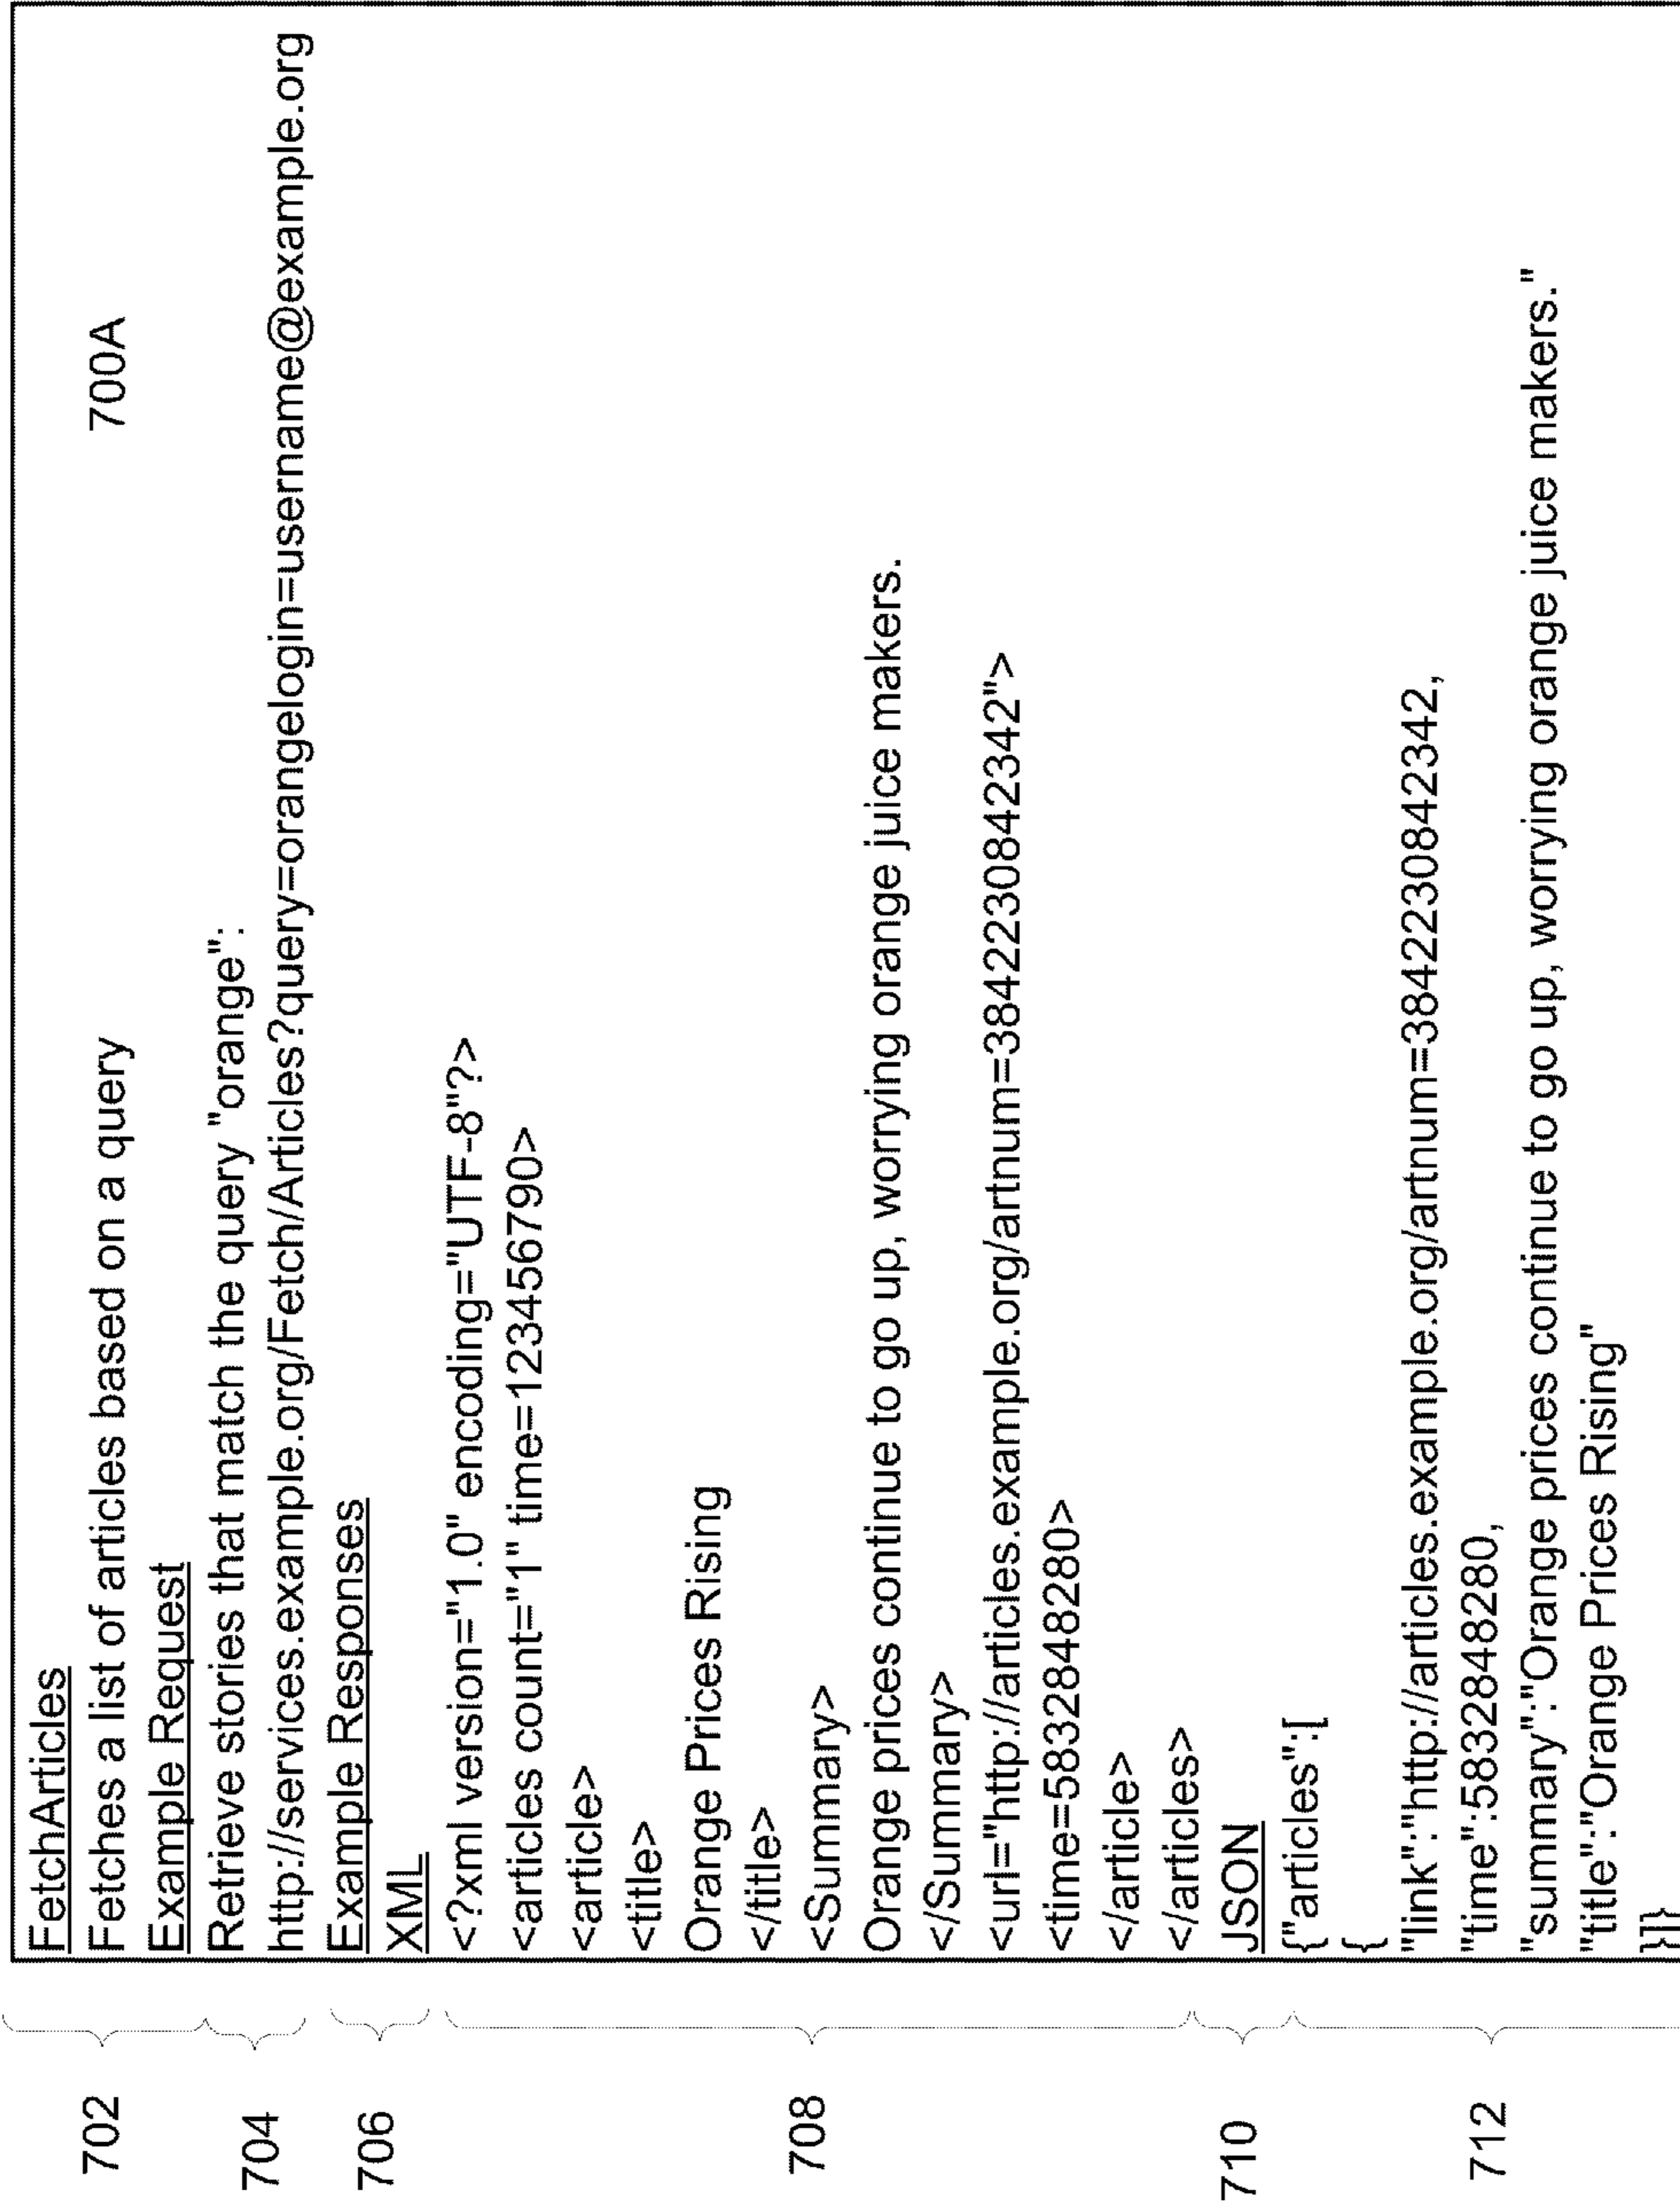 700A
FetchArticles
Fetches a list of articles based on a query
Example Request
Retrieve stories that match the query "orange":
http://services.example.org/Fetch/Articles?query=orangelogin=username@example.org
Example Responses
XML
<?xml version="1.0" encoding="UTF-8"?>
<articles count="1" time=123456790>
<article>
<title>
Orange Prices Rising
</title>
<Summary>
Orange prices continue to go up, worrying orange juice makers.
</Summary>
<url="http://articles.example.org/artnum=3842230842342">
<time=5832848280>
</article>
</articles>
JSON
{"articles":[
{
"link":"http://articles.example.org/artnum=3842230842342,
"time":5832848280,
"summary":"Orange prices continue to go up, worrying orange juice makers."
"title":"Orange Prices Rising"
}]}
702
704
706
708
710
712